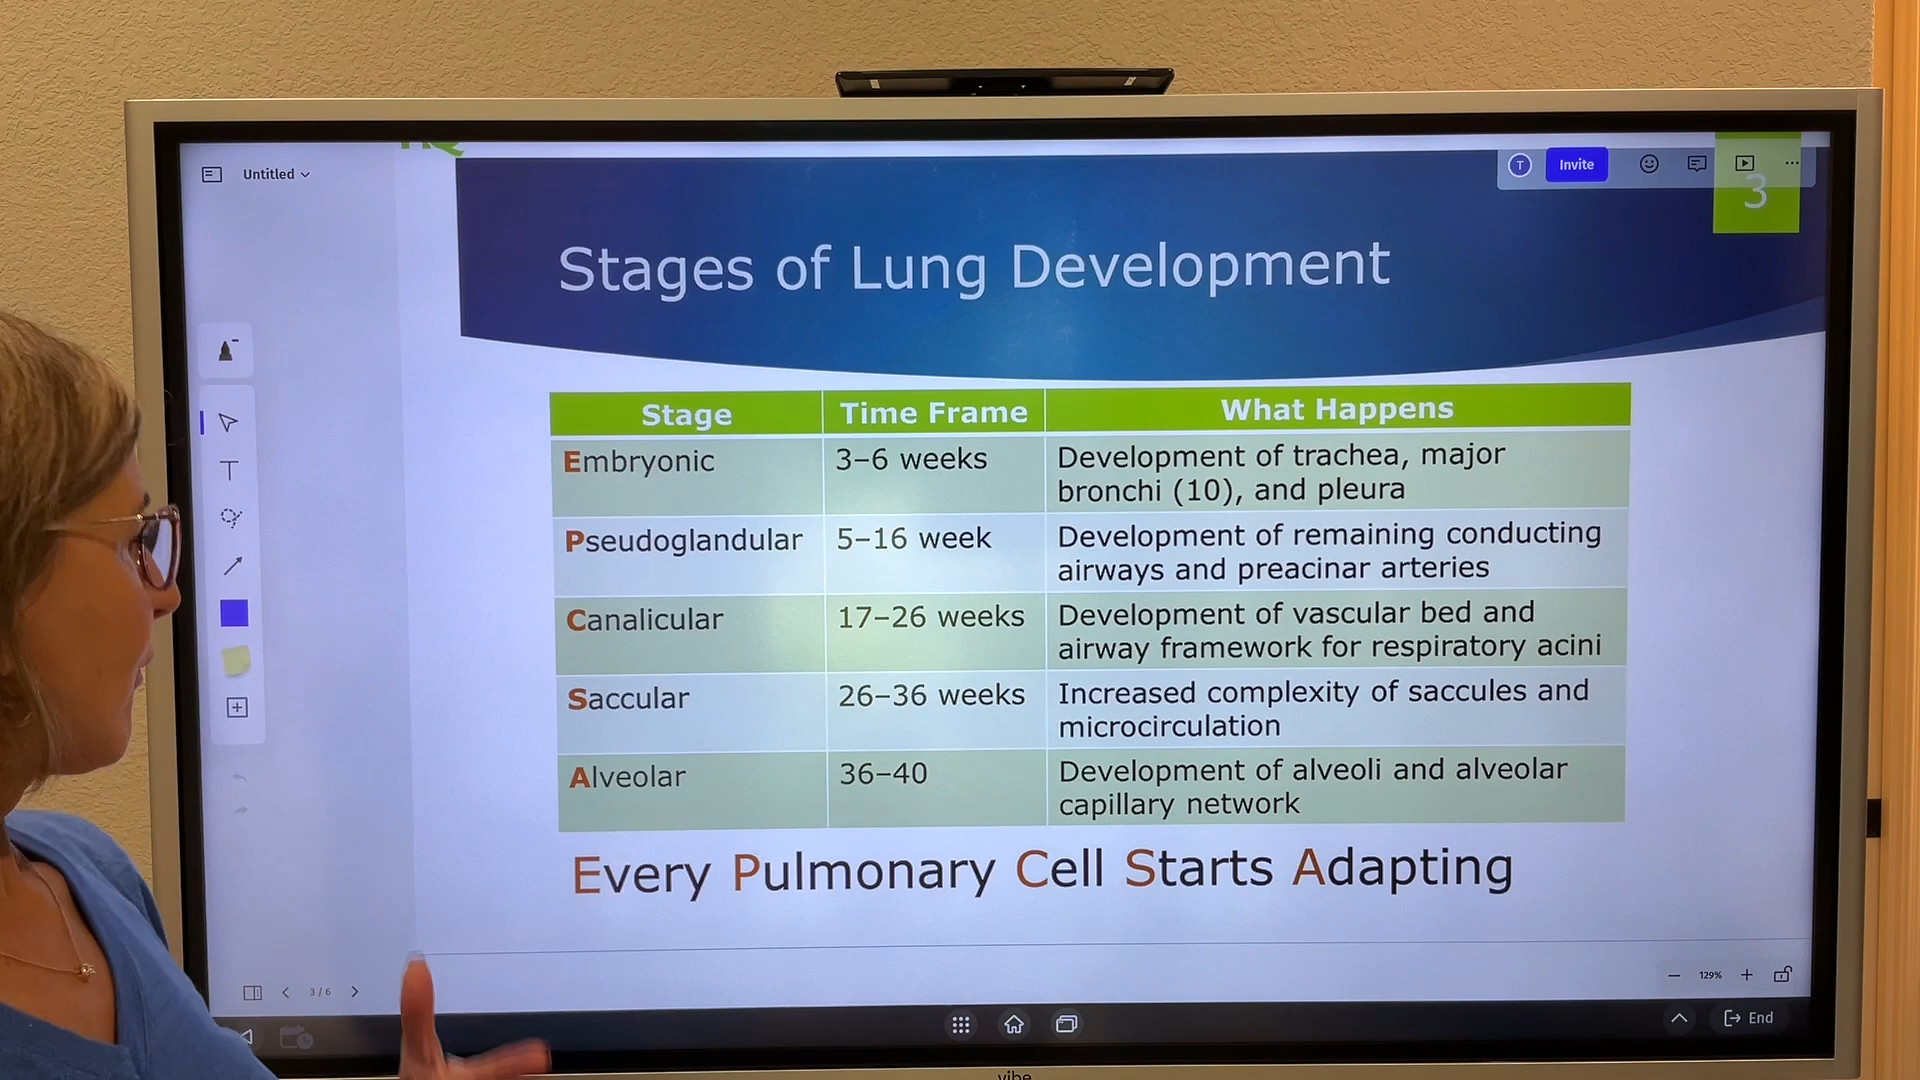 Untitled
T
Invite
3
Stages of Lung Development
Stage Time Frame What Happens
Embryonic 3–6 weeks Development of trachea, major
bronchi (10), and pleura
Pseudoglandular 5–16 week Development of remaining conducting
airways and preacinar arteries
Canalicular 17–26 weeks Development of vascular bed and
airway framework for respiratory acini
Saccular 26–36 weeks Increased complexity of saccules and
microcirculation
Alveolar 36–40 Development of alveoli and alveolar
capillary network
Every Pulmonary Cell Starts Adapting
3 / 6
129%
End
vibe